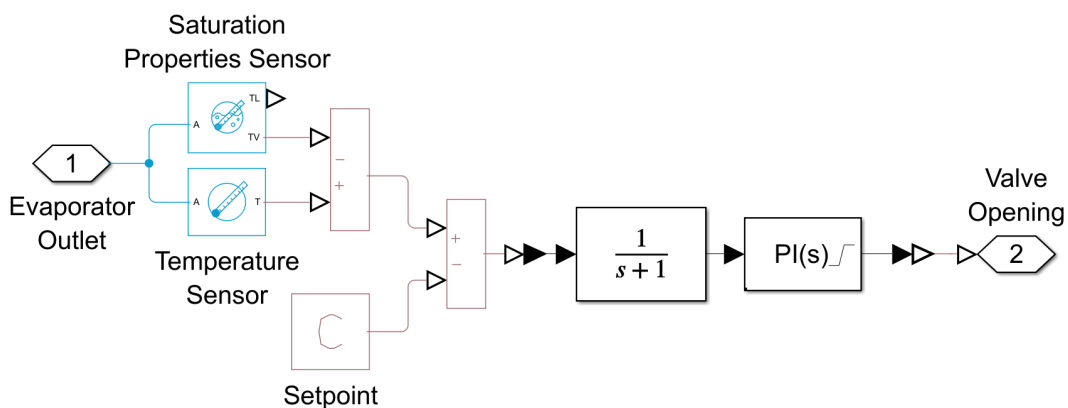 Saturation
Properties Sensor
TL
A
TV
−
+
1
Evaporator
Outlet
A
T
Temperature
Sensor
+
−
C
Setpoint
1
s + 1
PI(s)
Valve
Opening
2